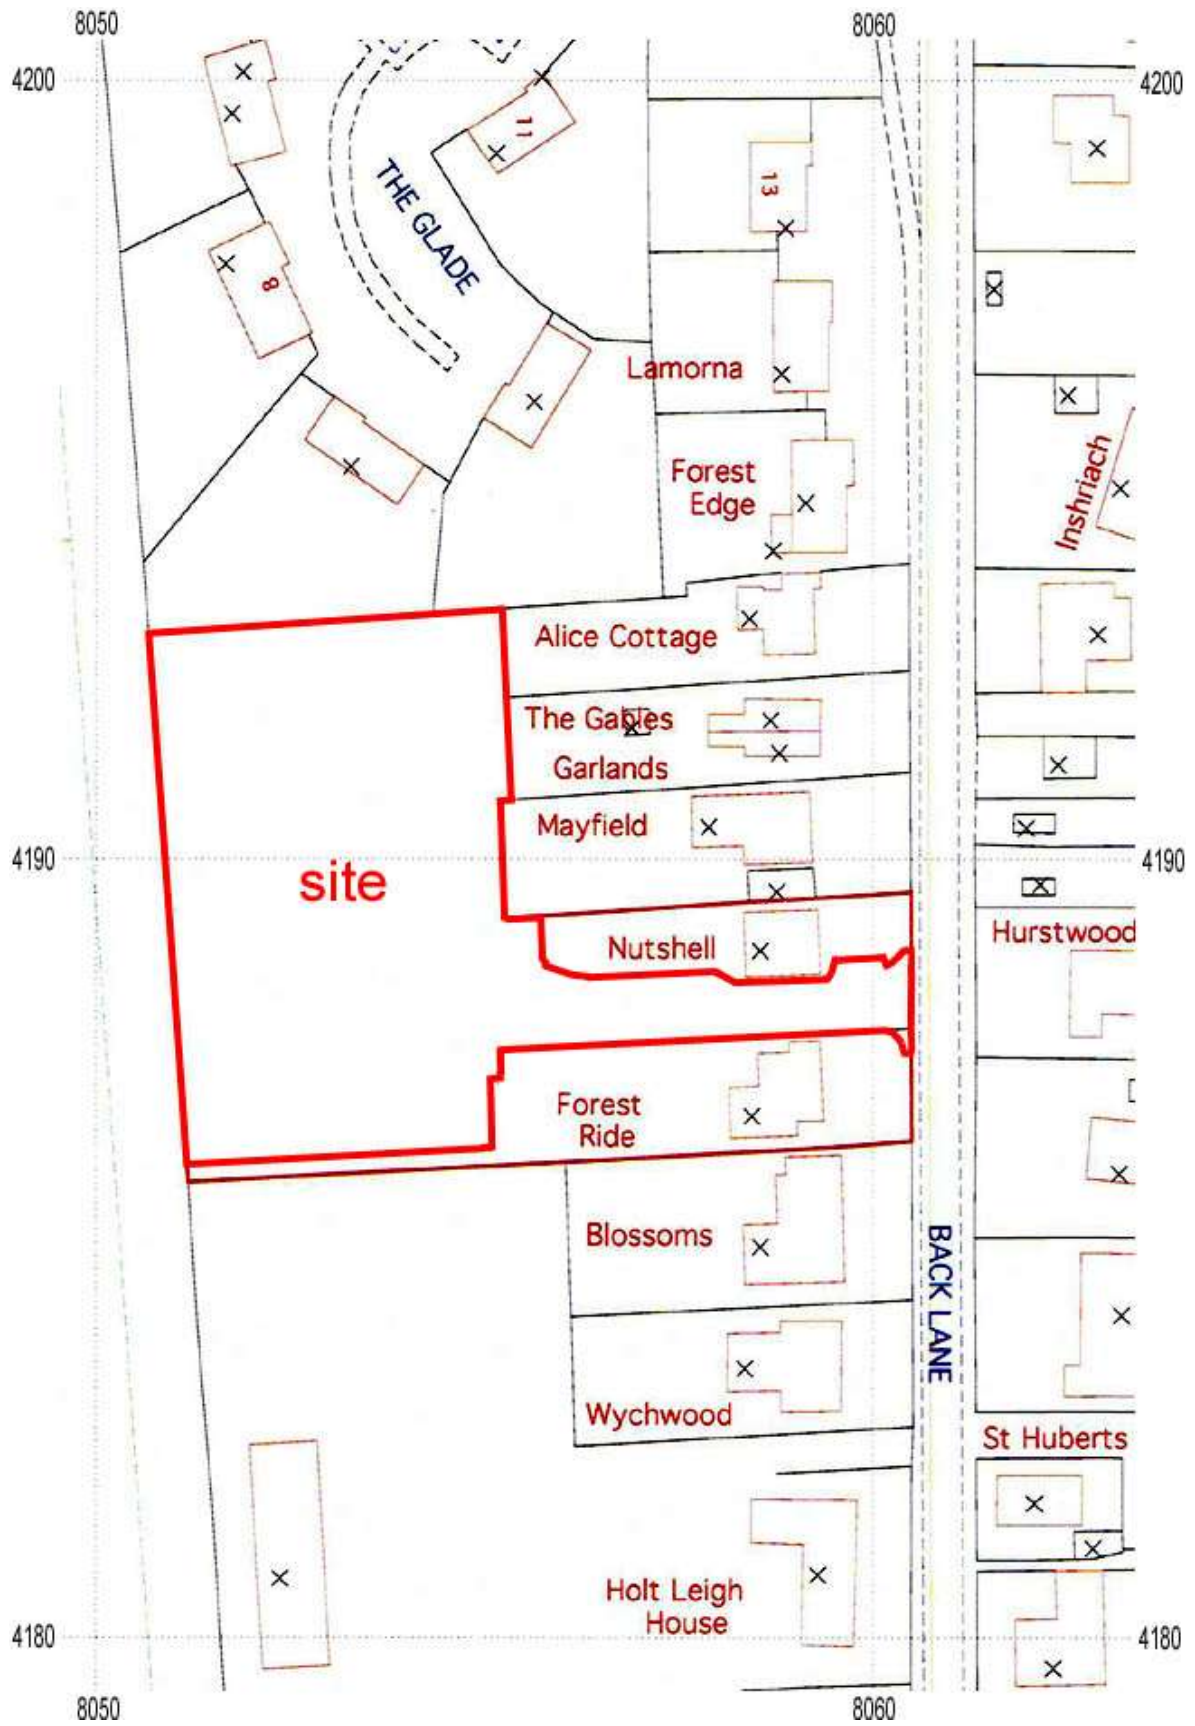 8050
8060
4200
4200
11
13
THE GLADE
8
Lamorna
Forest
Edge
Inshriach
Alice Cottage
The Gables
Garlands
Mayfield
4190
4190
site
Nutshell
Hurstwood
Forest
Ride
Blossoms
BACK LANE
Wychwood
St Huberts
Holt Leigh
House
4180
4180
8050
8060